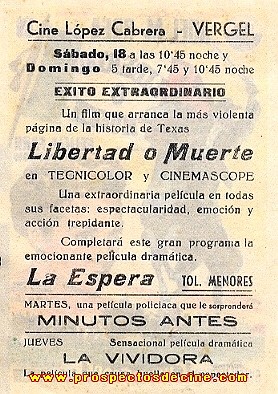 Cine López Cabrera - VERGEL
Sábado, 18 a las 10'45 noche y
Domingo 5 tarde, 7'45 y 10'45 noche
EXITO EXTRAORDINARIO
Un film que arranca la más violenta
página de la historia de Texas
Libertad o Muerte
en TECNICOLOR y CINEMASCOPE
Una extraordinaria película en todas
sus facetas: espectacularidad, emoción y
acción trepidante.
Completará este gran programa la
emocionante película dramática.
La Espera TOL. MENORES
MARTES, una película policiaca que le sorprenderá
MINUTOS ANTES
JUEVES Sensacional película dramática
LA VIVIDORA
La película que
www.prospectosdecine.com